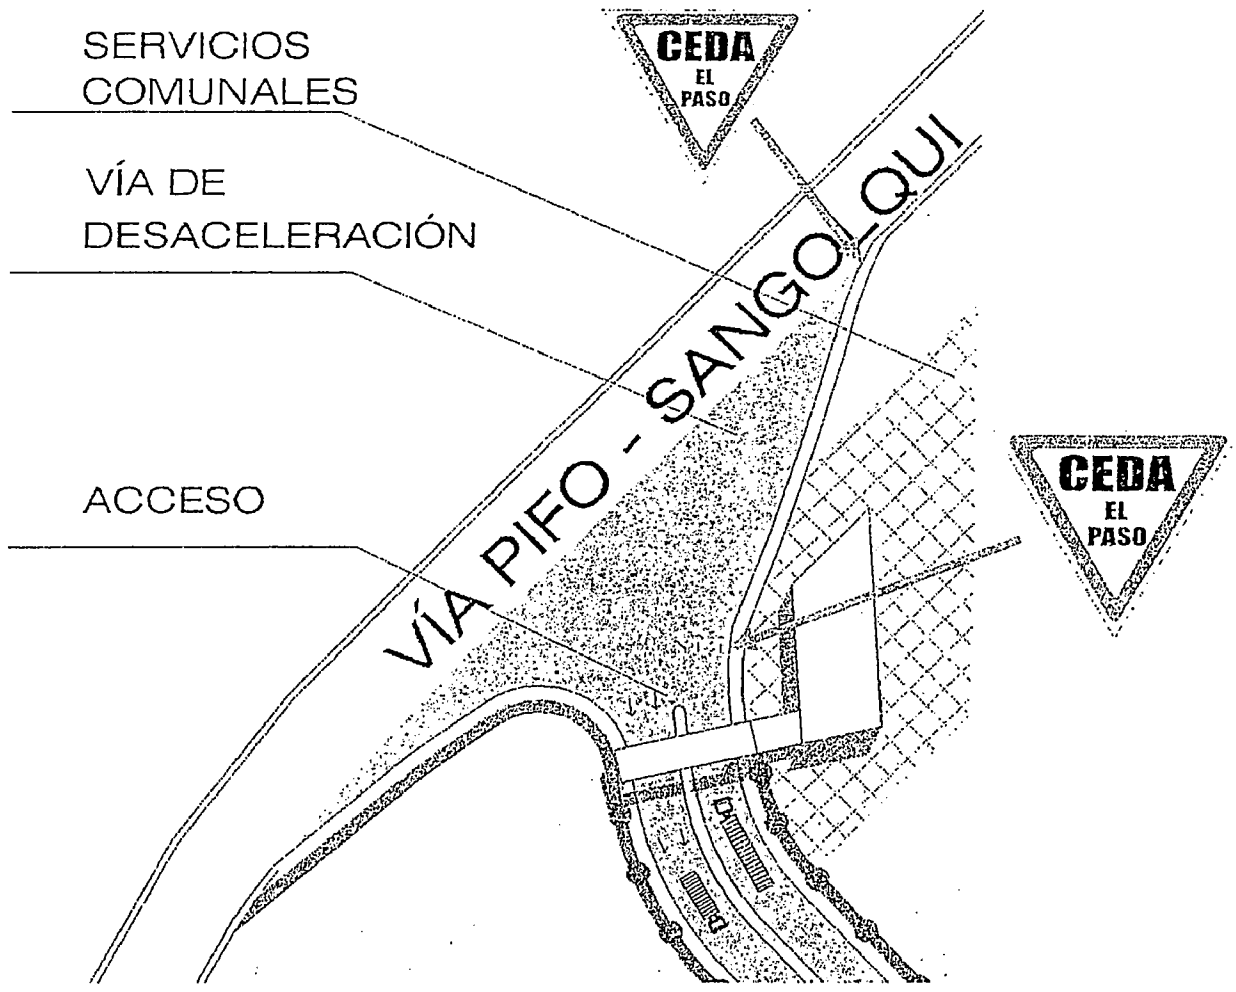 SERVICIOS
COMUNALES
CEDA
EL
PASO
VÍA DE
DESACELERACIÓN
VÍA PIFO - SANGOLQUI
ACCESO
CEDA
EL
PASO